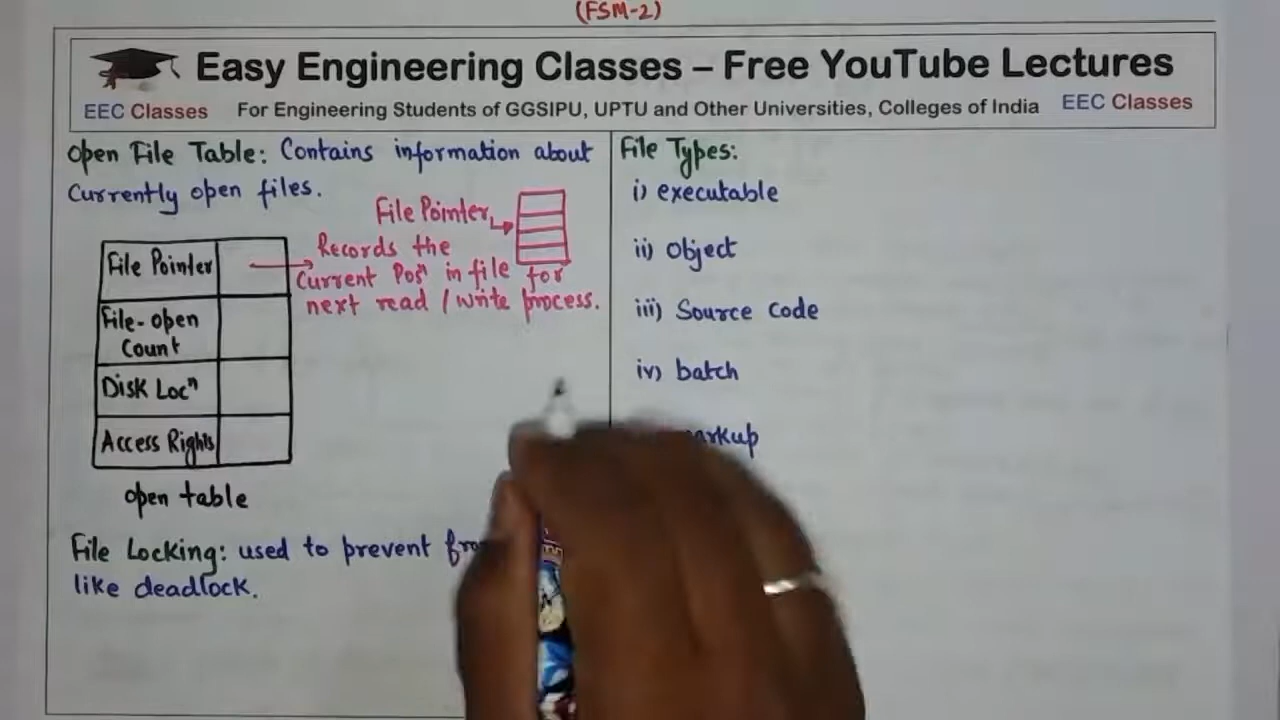 (FSM-2)
Easy Engineering Classes – Free YouTube Lectures
EEC Classes For Engineering Students of GGSIPU, UPTU and Other Universities, Colleges of India EEC Classes
Open File Table: Contains information about
Currently open files.
File Pointer
Records the
Current Posⁿ in file for
next read / write process.
File Pointer
File-open
Count
Disk Locⁿ
Access Rights
open table
File Locking: used to prevent
like deadlock.
File Types:
i) executable
ii) Object
iii) Source Code
iv) batch